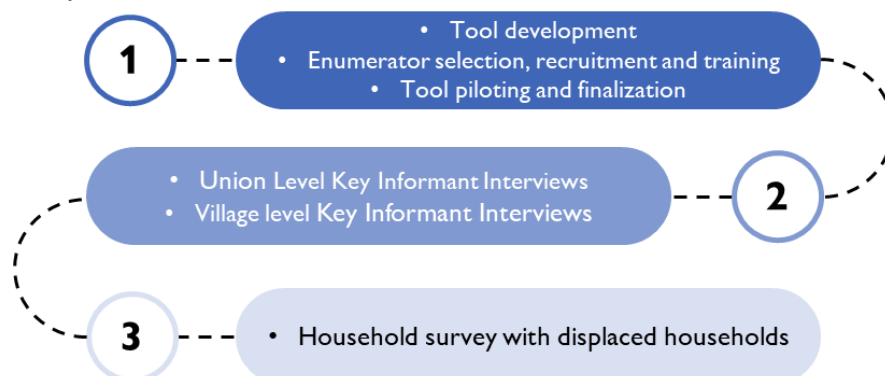 1
• Tool development
• Enumerator selection, recruitment and training
• Tool piloting and finalization
• Union Level Key Informant Interviews
• Village level Key Informant Interviews
2
3
• Household survey with displaced households